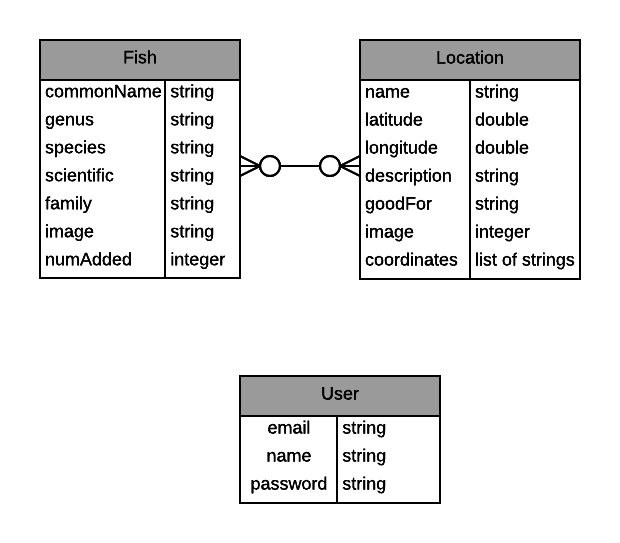 Fish
commonName string
genus string
species string
scientific string
family string
image string
numAdded integer
Location
name string
latitude double
longitude double
description string
goodFor string
image integer
coordinates list of strings
User
email string
name string
password string